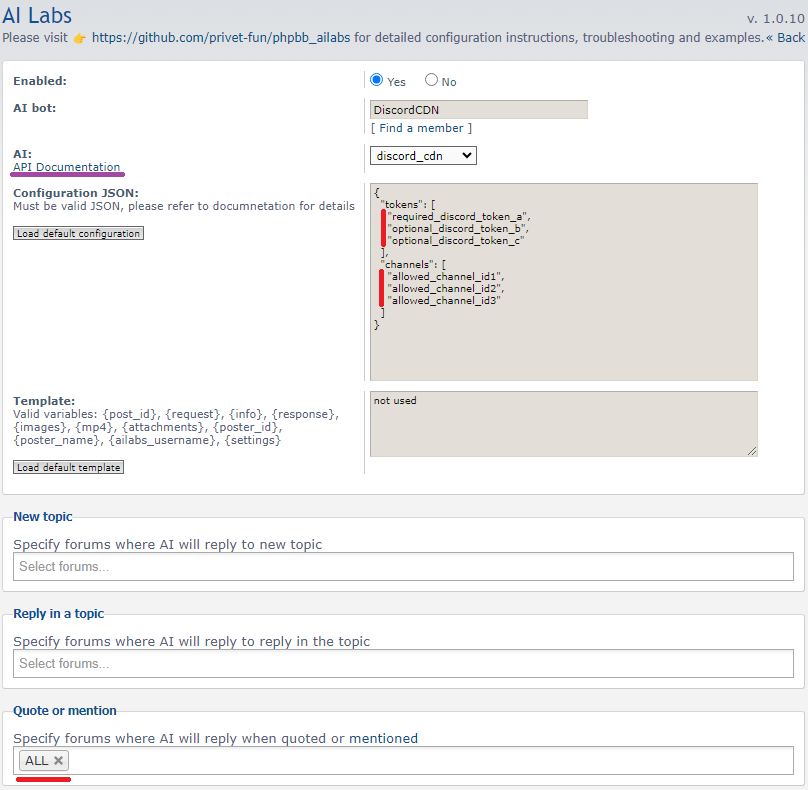 AI Labs
v. 1.0.10
Please visit 👉 https://github.com/privet-fun/phpbb_ailabs for detailed configuration instructions, troubleshooting and examples. « Back
Enabled:
Yes No
AI bot:
DiscordCDN
[ Find a member ]
AI:
API Documentation
discord_cdn
Configuration JSON:
Must be valid JSON, please refer to documnetation for details
Load default configuration
{
"tokens": [
"required_discord_token_a",
"optional_discord_token_b",
"optional_discord_token_c"
],
"channels": [
"allowed_channel_id1",
"allowed_channel_id2",
"allowed_channel_id3"
]
}
Template:
Valid variables: {post_id}, {request}, {info}, {response},
{images}, {mp4}, {attachments}, {poster_id},
{poster_name}, {ailabs_username}, {settings}
Load default template
not used
New topic
Specify forums where AI will reply to new topic
Select forums...
Reply in a topic
Specify forums where AI will reply to reply in the topic
Select forums...
Quote or mention
Specify forums where AI will reply when quoted or mentioned
ALL ✖